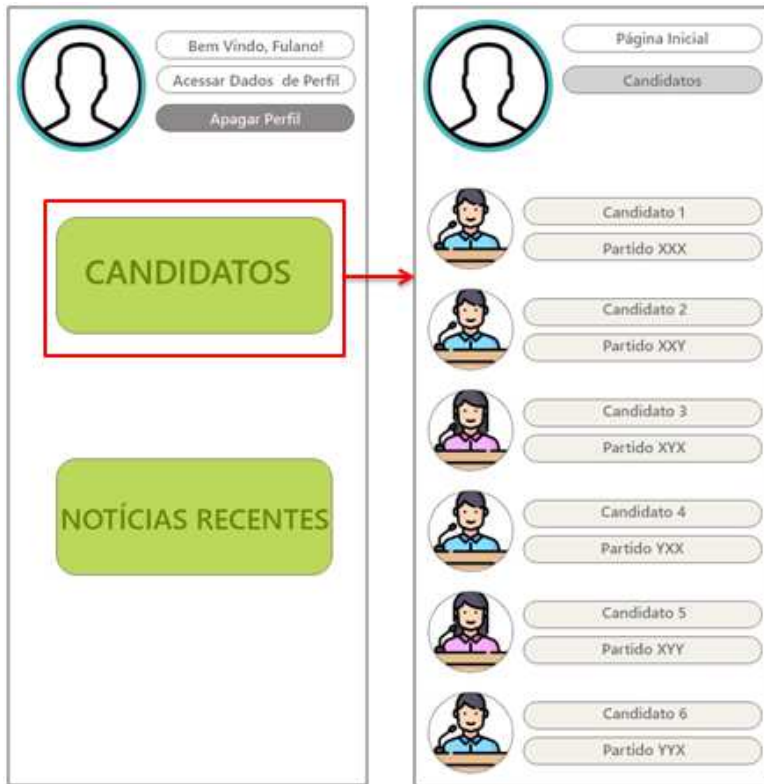 Bem Vindo, Fulano!
Acessar Dados de Perfil
Apagar Perfil
CANDIDATOS
NOTÍCIAS RECENTES
Página Inicial
Candidatos
Candidato 1
Partido XXX
Candidato 2
Partido XXY
Candidato 3
Partido XYX
Candidato 4
Partido YXX
Candidato 5
Partido XYY
Candidato 6
Partido YYX